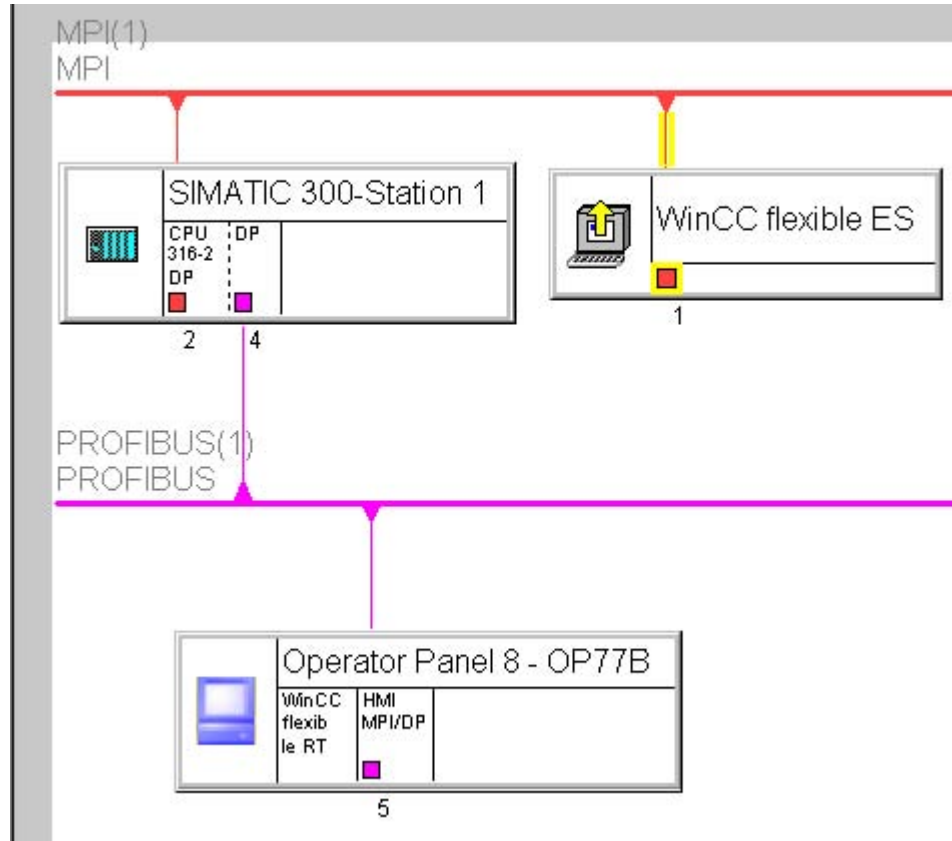 MPI(1)
MPI
SIMATIC 300-Station 1
CPU
316-2
DP
DP
2
4
WinCC flexible ES
1
PROFIBUS(1)
PROFIBUS
Operator Panel 8 - OP77B
WinCC
flexib
le RT
HMI
MPI/DP
5